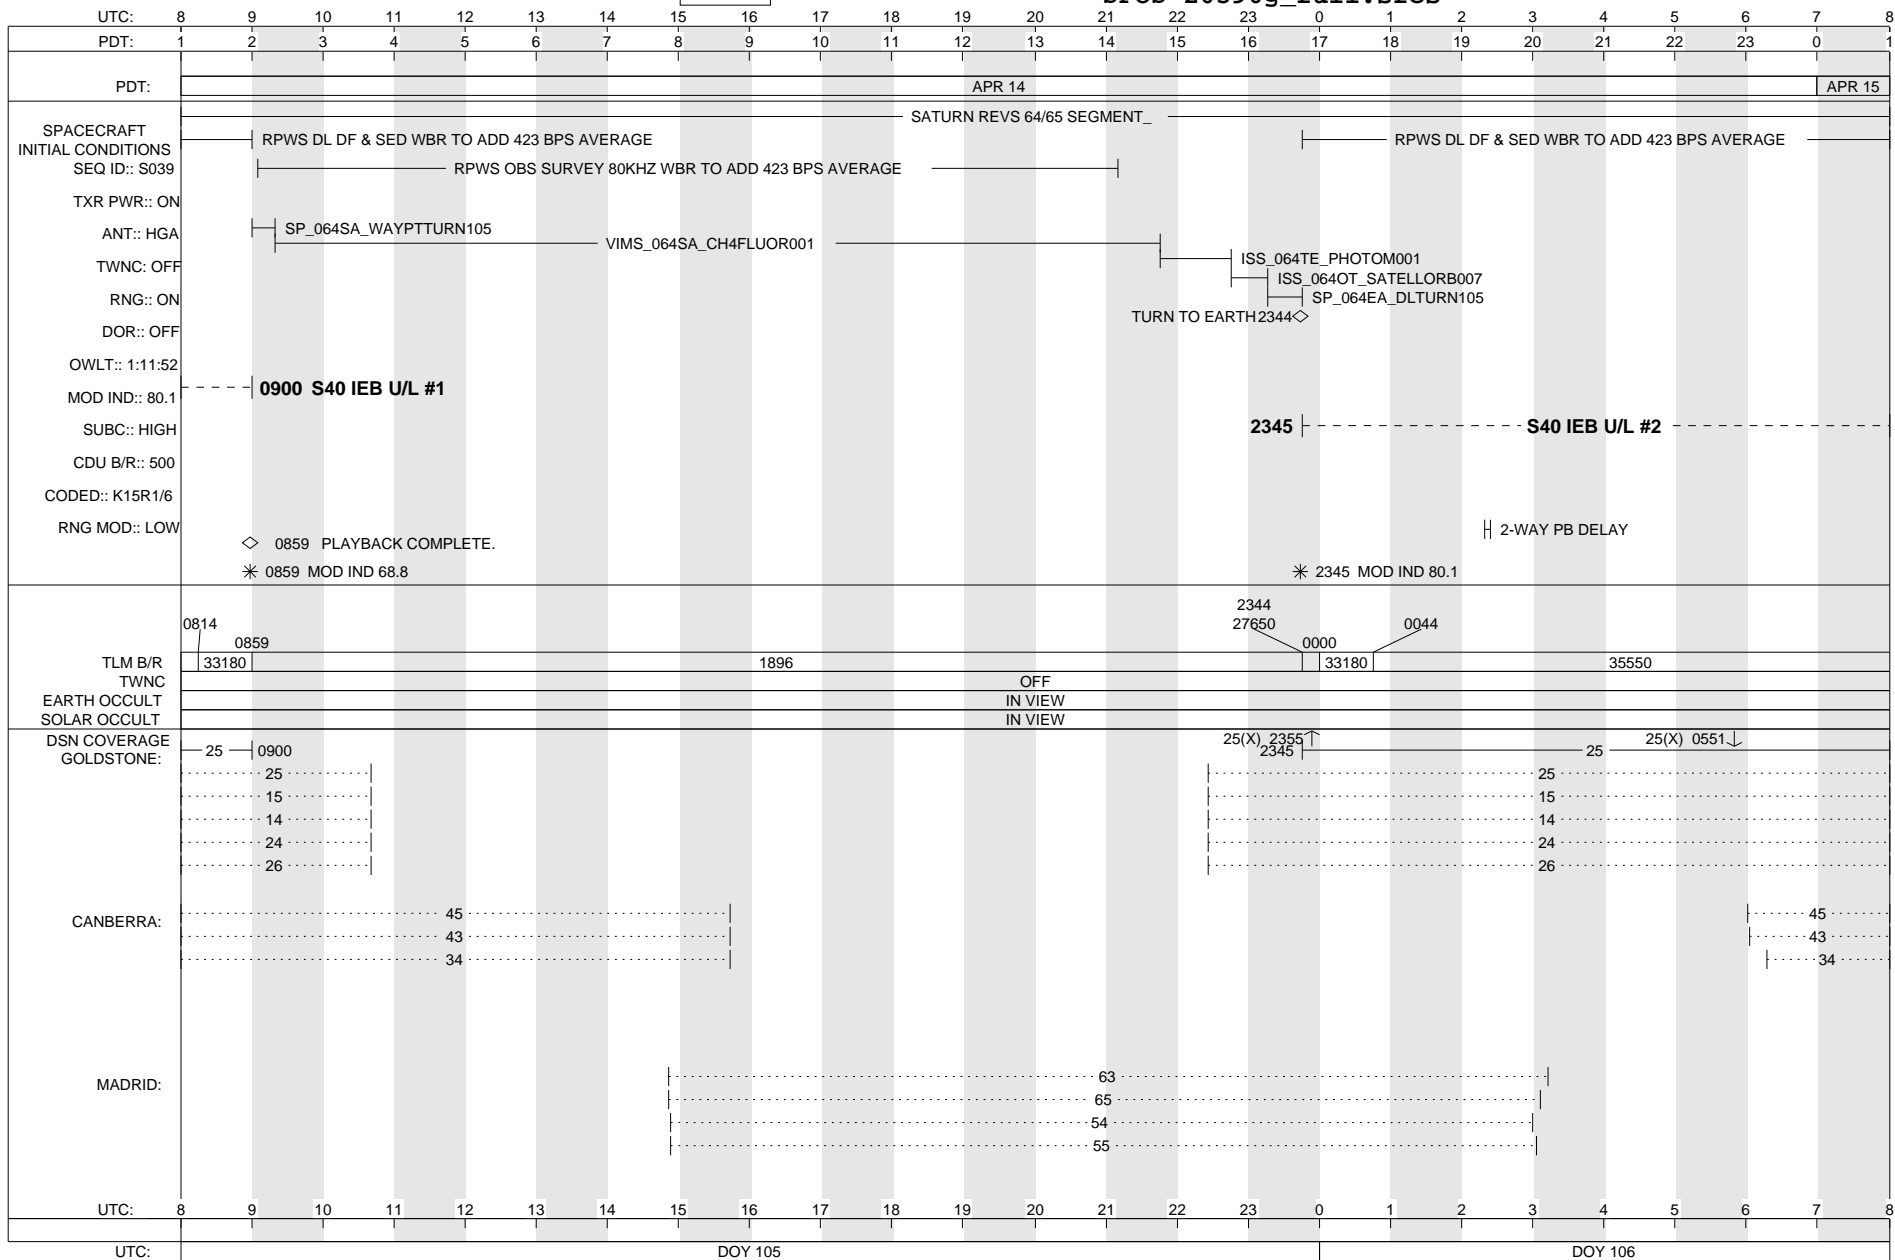 UTC: 8 9 10 11 12 13 14 15 16 17 18 19 20 21 22 23 0 1 2 3 4 5 6 7 8
PDT: 1 2 3 4 5 6 7 8 9 10 11 12 13 14 15 16 17 18 19 20 21 22 23 0 1
PDT: APR 14 APR 15
SATURN REVS 64/65 SEGMENT_
SPACECRAFT
INITIAL CONDITIONS
RPWS DL DF & SED WBR TO ADD 423 BPS AVERAGE RPWS DL DF & SED WBR TO ADD 423 BPS AVERAGE
SEQ ID:: S039 RPWS OBS SURVEY 80KHZ WBR TO ADD 423 BPS AVERAGE
TXR PWR:: ON
ANT:: HGA SP_064SA_WAYPTTURN105
VIMS_064SA_CH4FLUOR001
TWNC: OFF ISS_064TE_PHOTOM001
ISS_064OT_SATELLORB007
RNG:: ON SP_064EA_DLTURN105
TURN TO EARTH 2344
DOR:: OFF
OWLT:: 1:11:52
0900 S40 IEB U/L #1
MOD IND:: 80.1
SUBC:: HIGH 2345 S40 IEB U/L #2
CDU B/R:: 500
CODED:: K15R1/6
RNG MOD:: LOW 2-WAY PB DELAY
0859 PLAYBACK COMPLETE.
0859 MOD IND 68.8 2345 MOD IND 80.1
2344
0814 27650 0044
0859 0000
TLM B/R 33180 1896 33180 35550
TWNC OFF
EARTH OCCULT IN VIEW
SOLAR OCCULT IN VIEW
DSN COVERAGE 25(X) 2355 25(X) 0551
GOLDSTONE: 25 0900 2345 25
25 25
15 15
14 14
24 24
26 26
CANBERRA: 45 45
43 43
34 34
MADRID: 63
65
54
55
UTC: 8 9 10 11 12 13 14 15 16 17 18 19 20 21 22 23 0 1 2 3 4 5 6 7 8
UTC: DOY 105 DOY 106